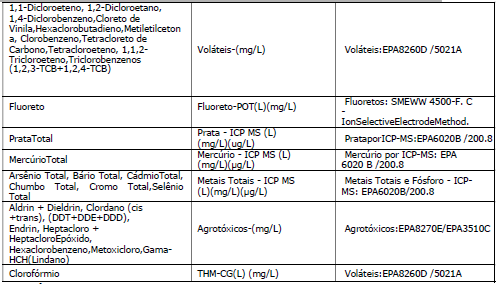 1,1-Dicloroeteno, 1,2-Dicloroetano,
1,4-Diclorobenzeno,Cloreto de
Vinila,Hexaclorobutadieno,Metiletilceton
a, Clorobenzeno,Tetracloreto de
Carbono,Tetracloroeteno, 1,1,2-
Tricloroeteno,Triclorobenzenos
(1,2,3-TCB+1,2,4-TCB)
Voláteis-(mg/L)
Voláteis:EPA8260D /5021A
Fluoreto
Fluoreto-POT(L)(mg/L)
Fluoretos: SMEWW 4500-F. C
-
IonSelectiveElectrodeMethod.
PrataTotal
Prata - ICP MS (L)
(mg/L)(ug/L)
PrataporICP-MS:EPA6020B /200.8
MercúrioTotal
Mercúrio - ICP MS (L)
(mg/L)(µg/L)
Mercúrio por ICP-MS: EPA
6020 B /200.8
Arsênio Total, Bário Total, CádmioTotal,
Chumbo Total, Cromo Total,Selênio
Total
Metais Totais - ICP MS
(L)(mg/L)(µg/L)
Metais Totais e Fósforo - ICP-
MS: EPA6020B/200.8
Aldrin + Dieldrin, Clordano (cis
+trans), (DDT+DDE+DDD),
Endrin, Heptacloro +
HeptacloroEpóxido,
Hexaclorobenzeno,Metoxicloro,Gama-
HCH(Lindano)
Agrotóxicos-(mg/L)
Agrotóxicos:EPA8270E/EPA3510C
Clorofórmio
THM-CG(L) (mg/L)
Voláteis:EPA8260D /5021A